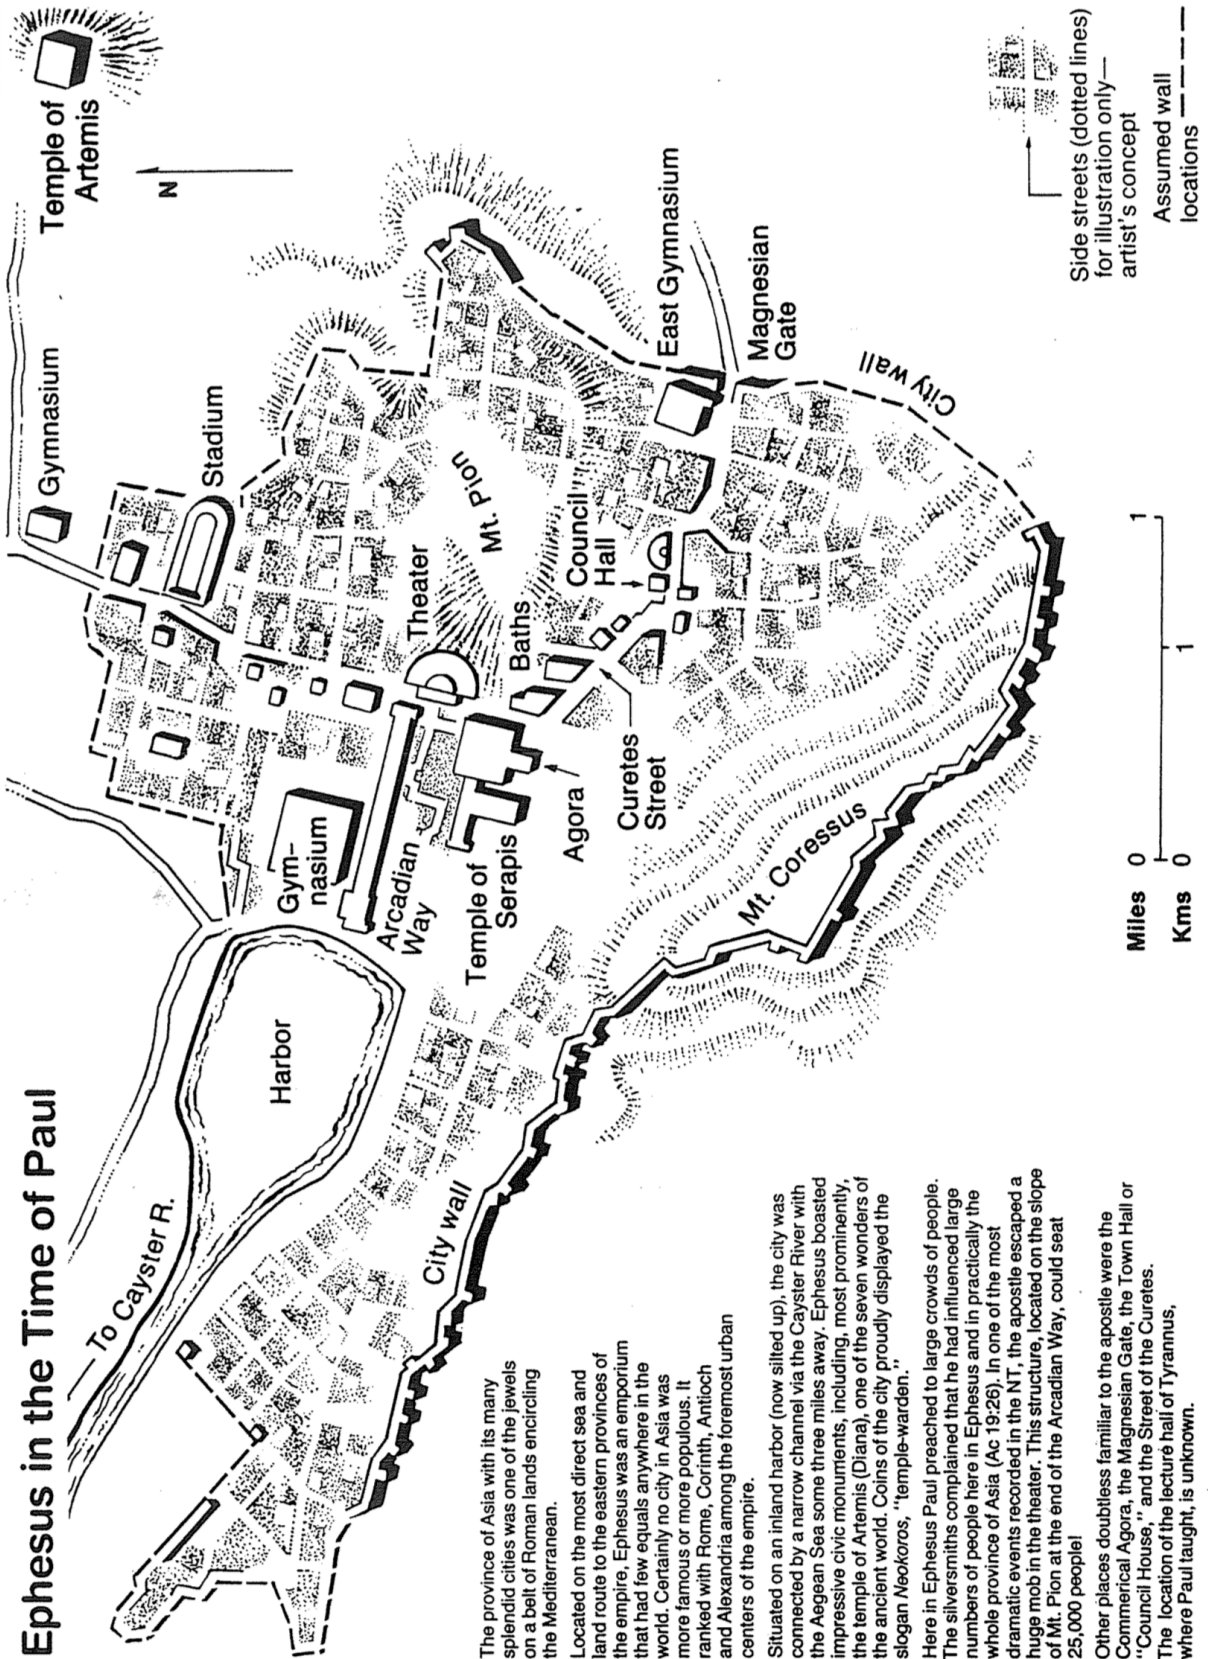 Ephesus in the Time of Paul
Temple of
Artemis
N
Gymnasium
Stadium
To Cayster R.
Harbor
Gym-
nasium
Arcadian
Way
Theater
Mt. Pion
Temple of
Serapis
Agora
Baths
Council
Hall
Curetes
Street
East Gymnasium
Magnesian
Gate
City wall
City wall
Mt. Coressus
The province of Asia with its many
splendid cities was one of the jewels
on a belt of Roman lands encircling
the Mediterranean.
Located on the most direct sea and
land route to the eastern provinces of
the empire, Ephesus was an emporium
that had few equals anywhere in the
world. Certainly no city in Asia was
more famous or more populous. It
ranked with Rome, Corinth, Antioch
and Alexandria among the foremost urban
centers of the empire.
Situated on an inland harbor (now silted up), the city was
connected by a narrow channel via the Cayster River with
the Aegean Sea some three miles away. Ephesus boasted
impressive civic monuments, including, most prominently,
the temple of Artemis (Diana), one of the seven wonders of
the ancient world. Coins of the city proudly displayed the
slogan Neokoros, "temple-warden."
Here in Ephesus Paul preached to large crowds of people.
The silversmiths complained that he had influenced large
numbers of people here in Ephesus and in practically the
whole province of Asia (Ac 19:26). In one of the most
dramatic events recorded in the NT, the apostle escaped a
huge mob in the theater. This structure, located on the slope
of Mt. Pion at the end of the Arcadian Way, could seat
25,000 people!
Other places doubtless familiar to the apostle were the
Commerical Agora, the Magnesian Gate, the Town Hall or
"Council House," and the Street of the Curetes.
The location of the lecture hall of Tyrannus,
where Paul taught, is unknown.
Miles 0 1
Kms 0 1
Side streets (dotted lines)
for illustration only—
artist's concept
Assumed wall
locations